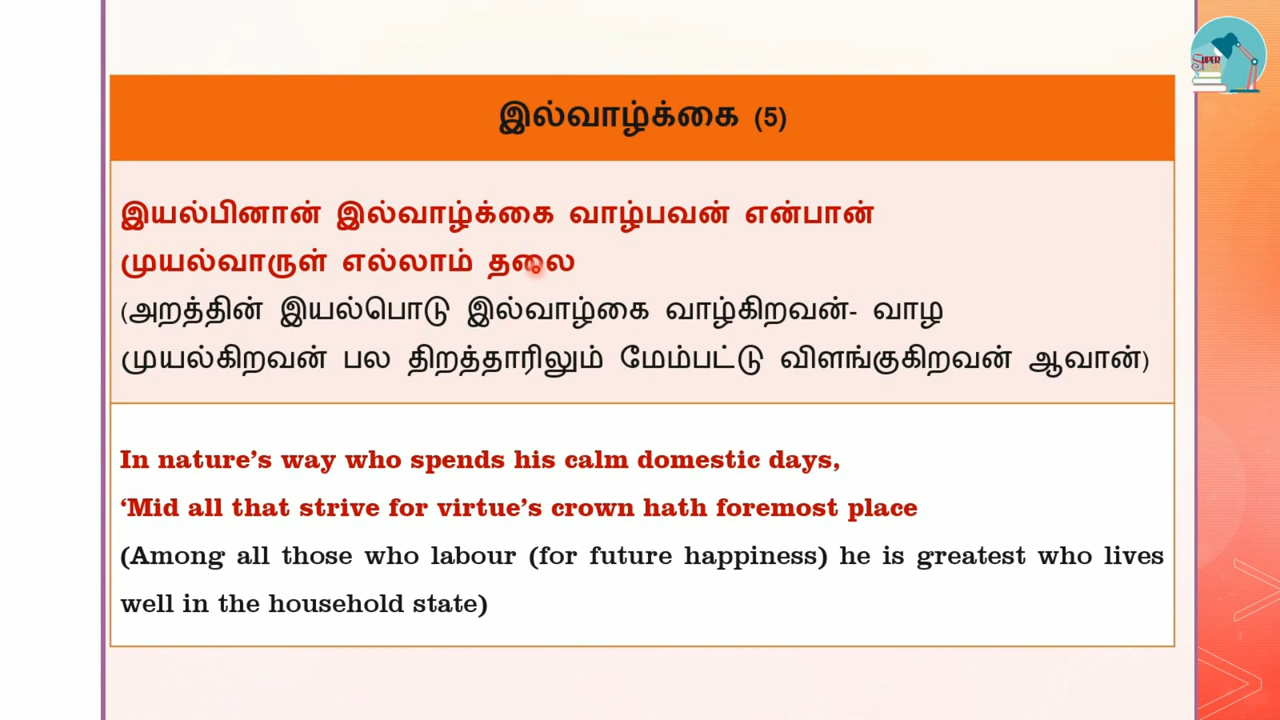 SUPER
இல்வாழ்க்கை (5)
இயல்பினான் இல்வாழ்க்கை வாழ்பவன் என்பான்
முயல்வாருள் எல்லாம் தலை
(அறத்தின் இயல்பொடு இல்வாழ்கை வாழ்கிறவன்- வாழ
முயல்கிறவன் பல திறத்தாரிலும் மேம்பட்டு விளங்குகிறவன் ஆவான்)
In nature’s way who spends his calm domestic days,
‘Mid all that strive for virtue’s crown hath foremost place
(Among all those who labour (for future happiness) he is greatest who lives
well in the household state)